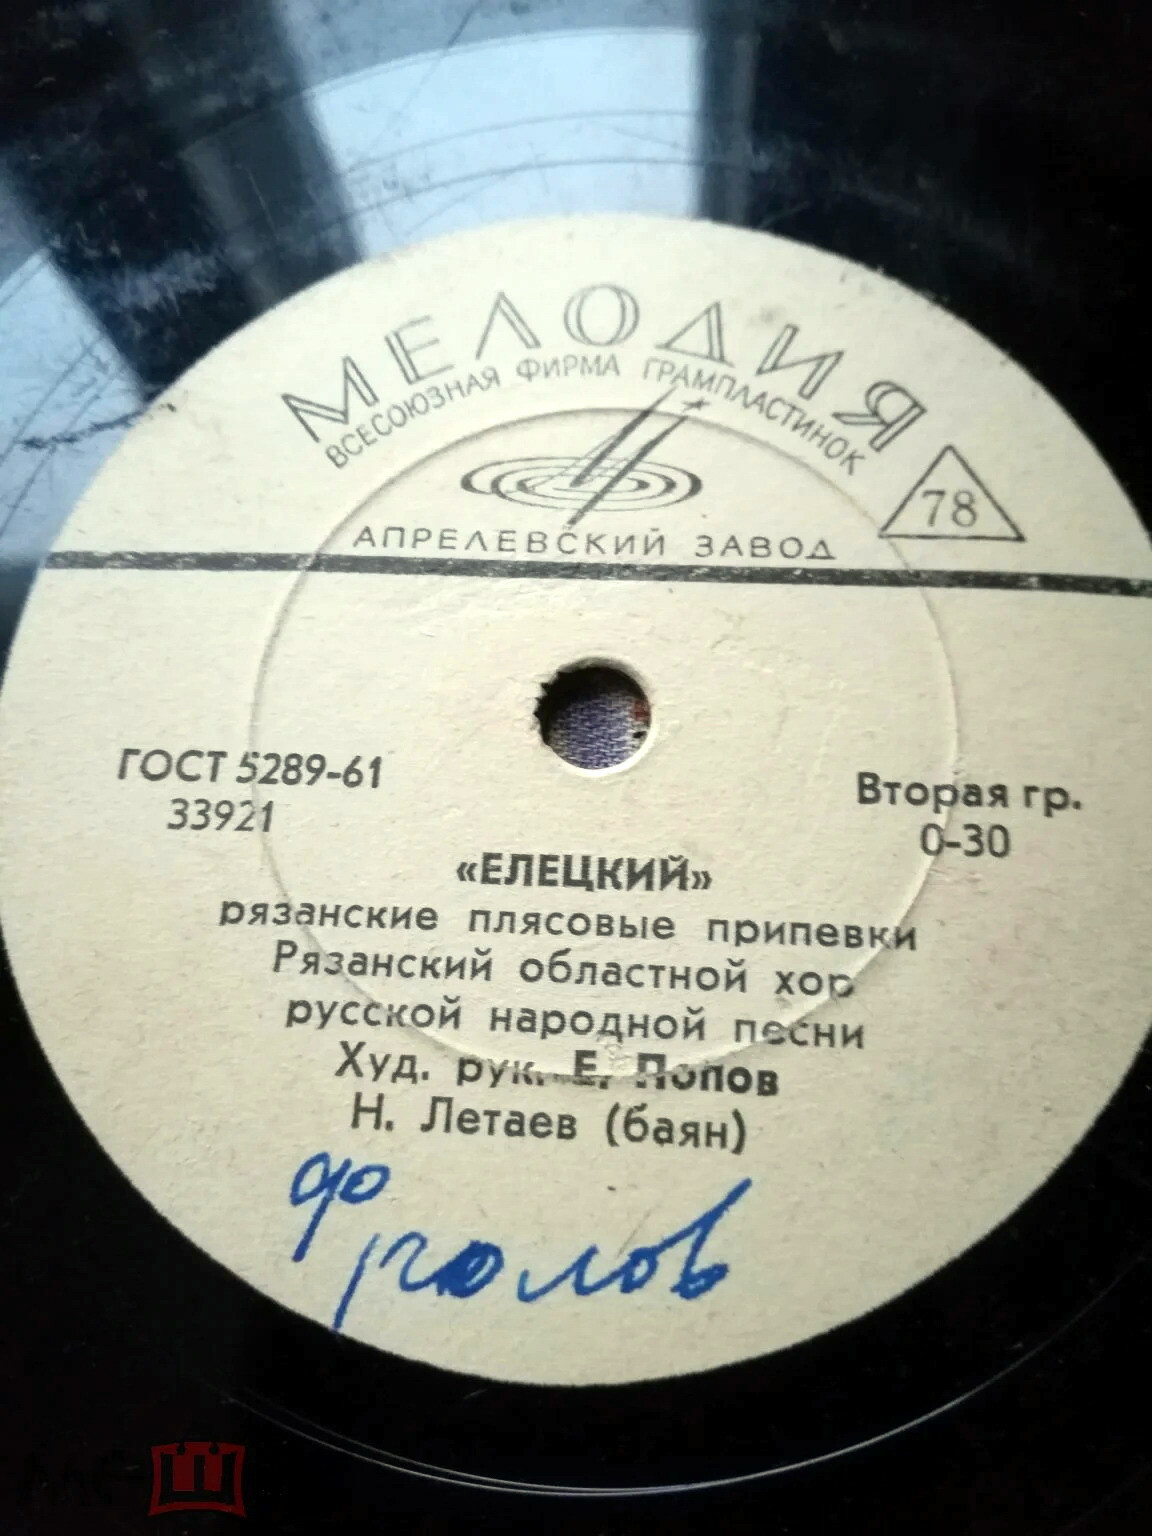 МЕЛОДИЯ
ВСЕСОЮЗНАЯ ФИРМА ГРАМПЛАСТИНОК
78
АПРЕЛЕВСКИЙ ЗАВОД
ГОСТ 5289-61
33921
Вторая гр.
0-30
«ЕЛЕЦКИЙ»
рязанские плясовые припевки
Рязанский областной хор
русской народной песни
Худ. рук. Е. Попов
Н. Летаев (баян)